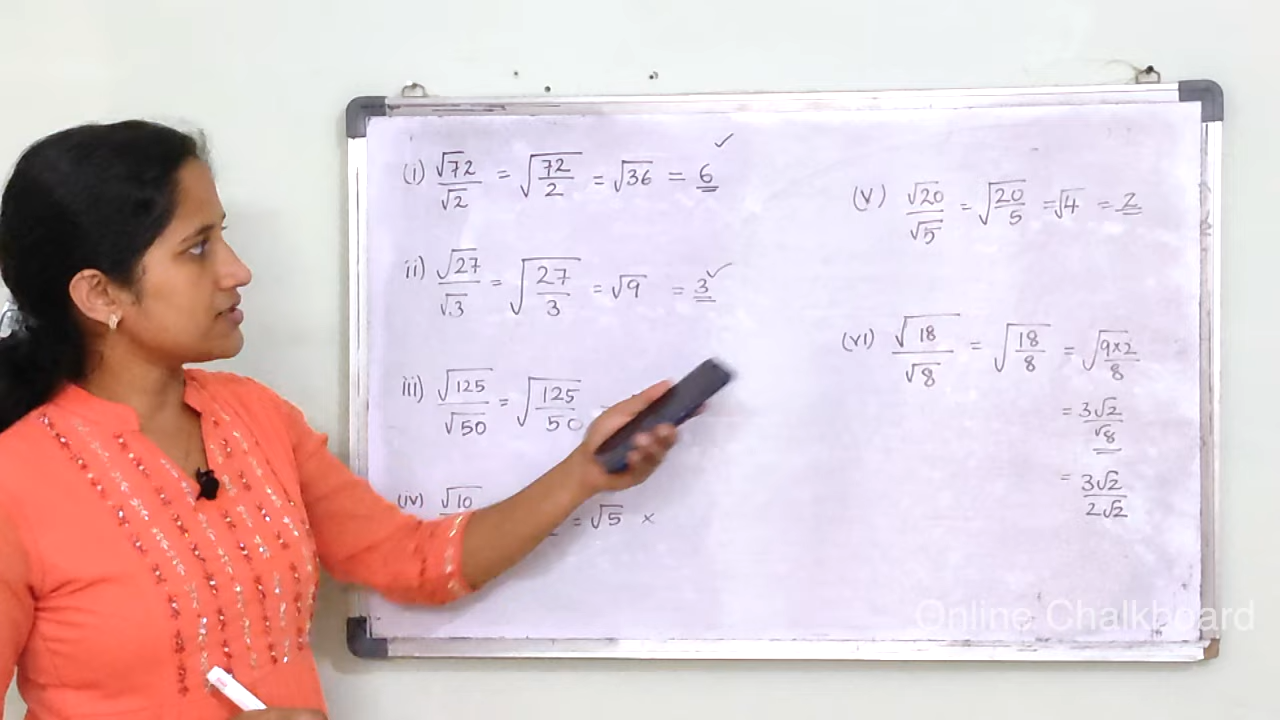 (i) √72/√2 = √(72/2) = √36 = 6 ✓
ii) √27/√3 = √(27/3) = √9 = 3 ✓
iii) √125/√50 = √(125/50)
(iv) √10 = √5 ×
(v) √20/√5 = √(20/5) = √4 = 2
(vi) √18/√8 = √(18/8) = √(9×2/8)
= 3√2/√8
= 3√2/2√2
Online Chalkboard